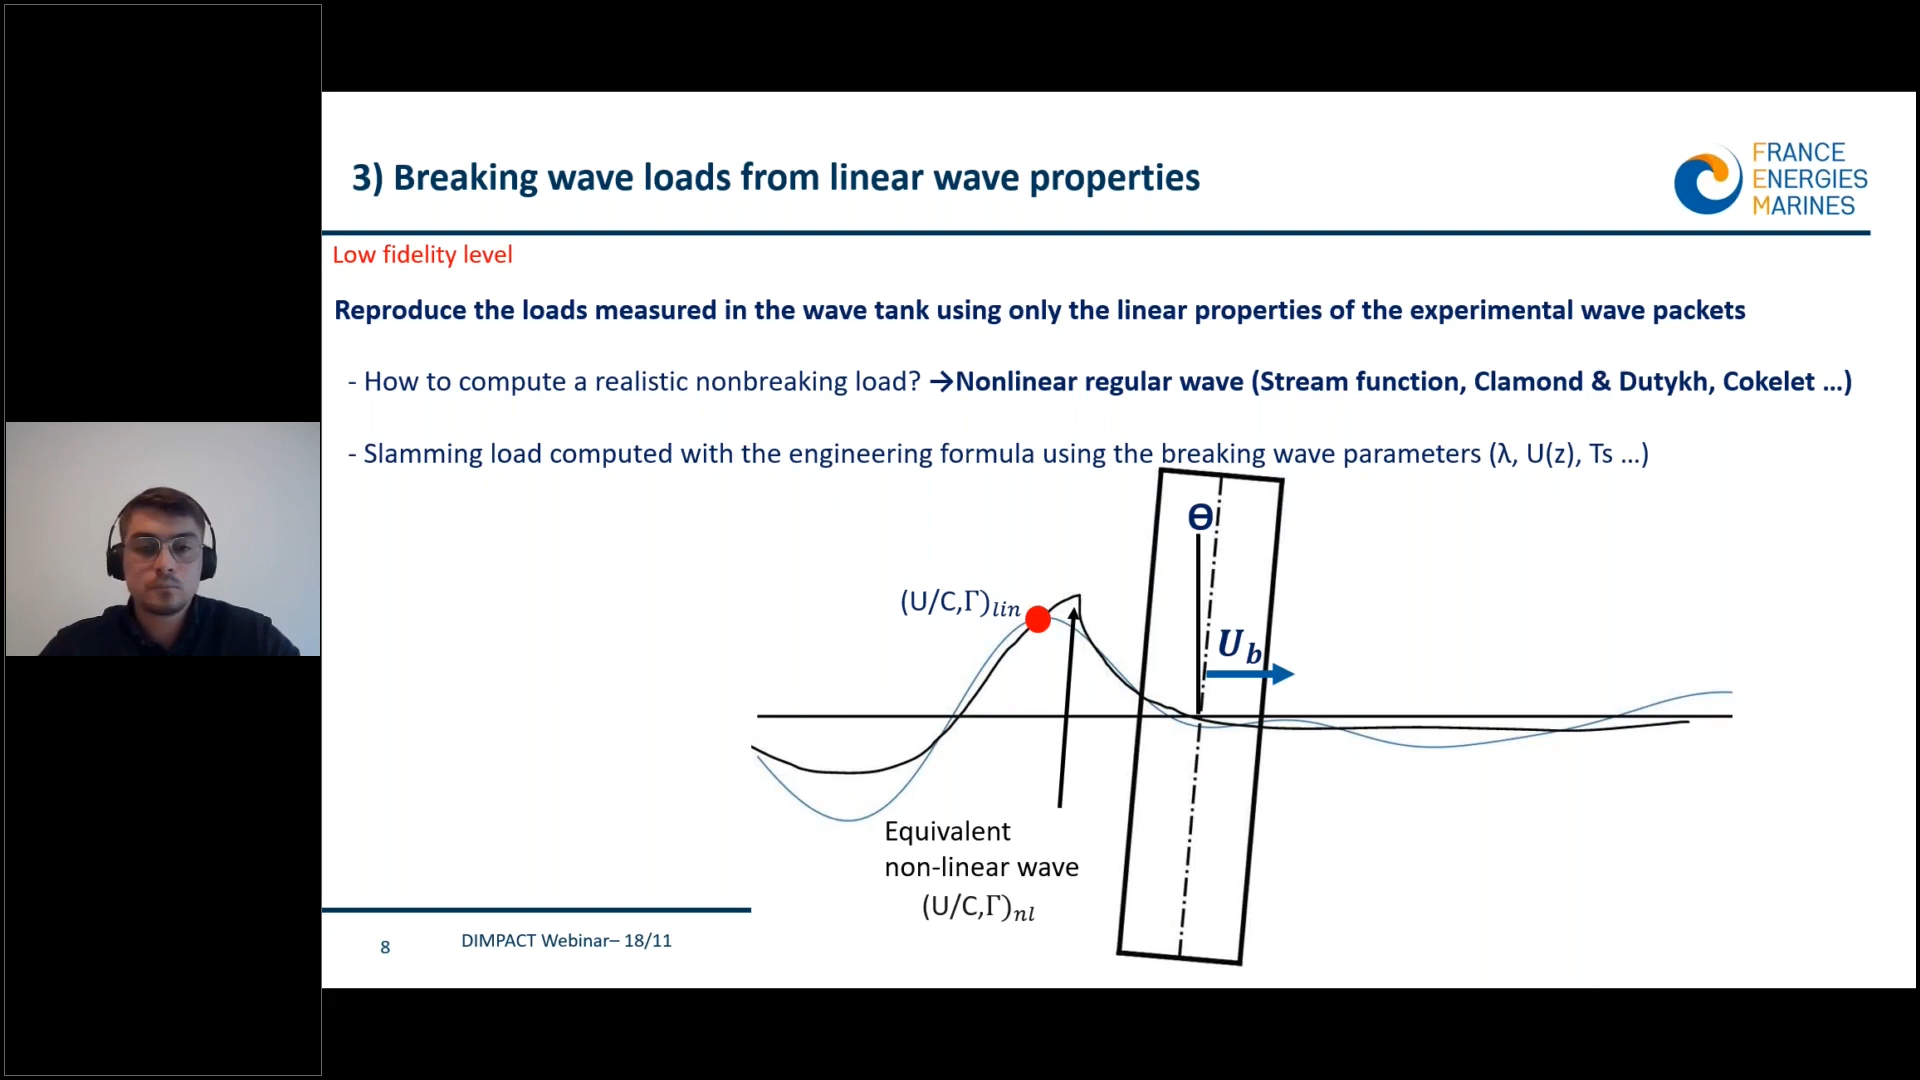 3) Breaking wave loads from linear wave properties
FRANCE
ENERGIES
MARINES
Low fidelity level
Reproduce the loads measured in the wave tank using only the linear properties of the experimental wave packets
- How to compute a realistic nonbreaking load? →Nonlinear regular wave (Stream function, Clamond & Dutykh, Cokelet ...)
- Slamming load computed with the engineering formula using the breaking wave parameters (λ, U(z), Ts ...)
Ɵ
(U/C,Γ)lin
Ub
Equivalent
non-linear wave
(U/C,Γ)nl
8
DIMPACT Webinar– 18/11